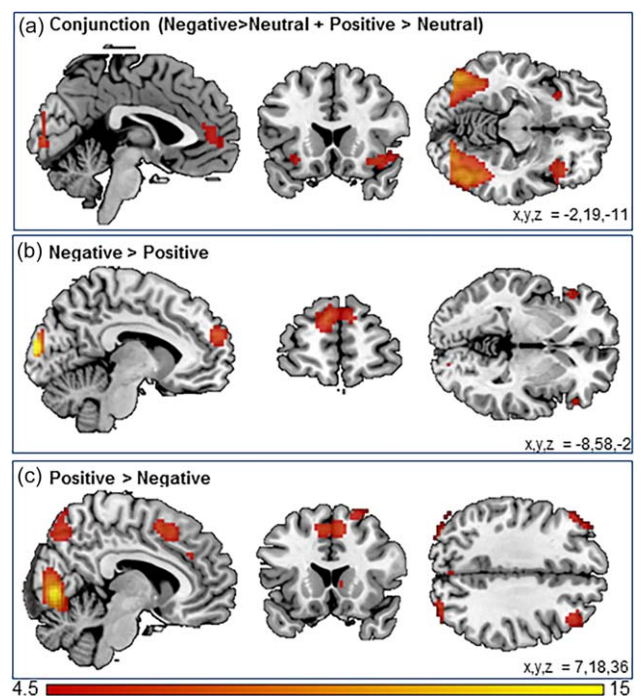 (a) Conjunction (Negative>Neutral + Positive > Neutral)
x,y,z = -2,19,-11
(b) Negative > Positive
x,y,z = -8,58,-2
(c) Positive > Negative
x,y,z = 7,18,36
4.5 15